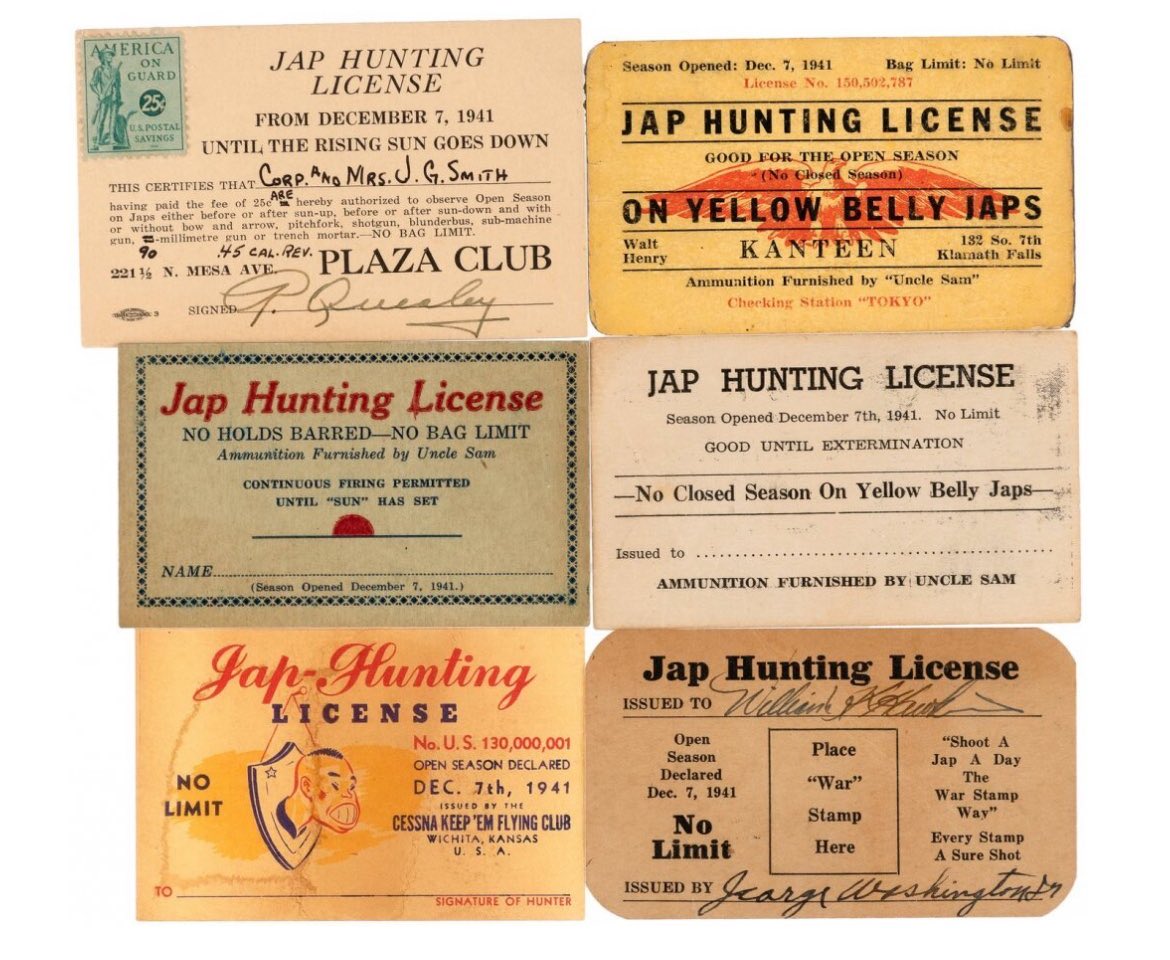 AMERICA
ON
GUARD
25¢
U.S. POSTAL
SAVINGS
JAP HUNTING
LICENSE
FROM DECEMBER 7, 1941
UNTIL THE RISING SUN GOES DOWN
THIS CERTIFIES THAT Corp. And Mrs. J. G. Smith
having paid the fee of 25c ARE hereby authorized to observe Open Season
on Japs either before or after sun-up, before or after sun-down and with
or without bow and arrow, pitchfork, shotgun, blunderbus, sub-machine
gun, -millimetre gun or trench mortar.—NO BAG LIMIT.
90 .45 CAL. REV.
221½ N. MESA AVE. PLAZA CLUB
SIGNED
Season Opened: Dec. 7, 1941 Bag Limit: No Limit
License No. 150,502,787
JAP HUNTING LICENSE
GOOD FOR THE OPEN SEASON
(No Closed Season)
ON YELLOW BELLY JAPS
Walt
Henry
KANTEEN
132 So. 7th
Klamath Falls
Ammunition Furnished by "Uncle Sam"
Checking Station "TOKYO"
Jap Hunting License
NO HOLDS BARRED—NO BAG LIMIT
Ammunition Furnished by Uncle Sam
CONTINUOUS FIRING PERMITTED
UNTIL "SUN" HAS SET
NAME
(Season Opened December 7, 1941.)
JAP HUNTING LICENSE
Season Opened December 7th, 1941. No Limit
GOOD UNTIL EXTERMINATION
—No Closed Season On Yellow Belly Japs—
Issued to
AMMUNITION FURNISHED BY UNCLE SAM
Jap-Hunting
LICENSE
No. U.S. 130,000,001
OPEN SEASON DECLARED
DEC. 7th, 1941
NO
LIMIT
ISSUED BY THE
CESSNA KEEP 'EM FLYING CLUB
WICHITA, KANSAS
U. S. A.
TO
SIGNATURE OF HUNTER
Jap Hunting License
ISSUED TO William
Open
Season
Declared
Dec. 7, 1941
No
Limit
Place
"War"
Stamp
Here
"Shoot A
Jap A Day
The
War Stamp
Way"
Every Stamp
A Sure Shot
ISSUED BY George Washington Jr